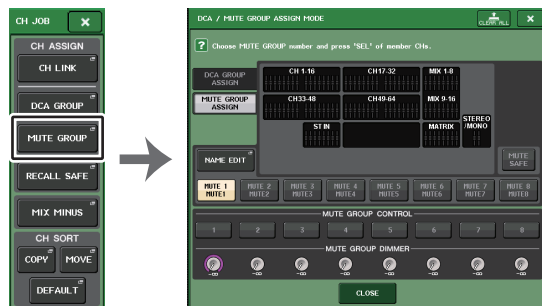 CH JOB
×
CH ASSIGN
CH LINK
DCA GROUP
MUTE GROUP
RECALL SAFE
MIX MINUS
CH SORT
COPY MOVE
DEFAULT
DCA / MUTE GROUP ASSIGN MODE
CLEAR ALL
×
? Choose MUTE GROUP number and press 'SEL' of member CHs.
DCA GROUP
ASSIGN
MUTE GROUP
ASSIGN
CH 1-16 CH17-32 MIX 1-8
CH33-48 CH49-64 MIX 9-16
ST IN MATRIX STEREO
/MONO
NAME EDIT
MUTE
SAFE
MUTE 1 MUTE 2 MUTE 3 MUTE 4 MUTE 5 MUTE 6 MUTE 7 MUTE 8
MUTE1 MUTE2 MUTE3 MUTE4 MUTE5 MUTE6 MUTE7 MUTE8
MUTE GROUP CONTROL
1 2 3 4 5 6 7 8
MUTE GROUP DIMMER
-∞ -∞ -∞ -∞ -∞ -∞ -∞ -∞
CLOSE